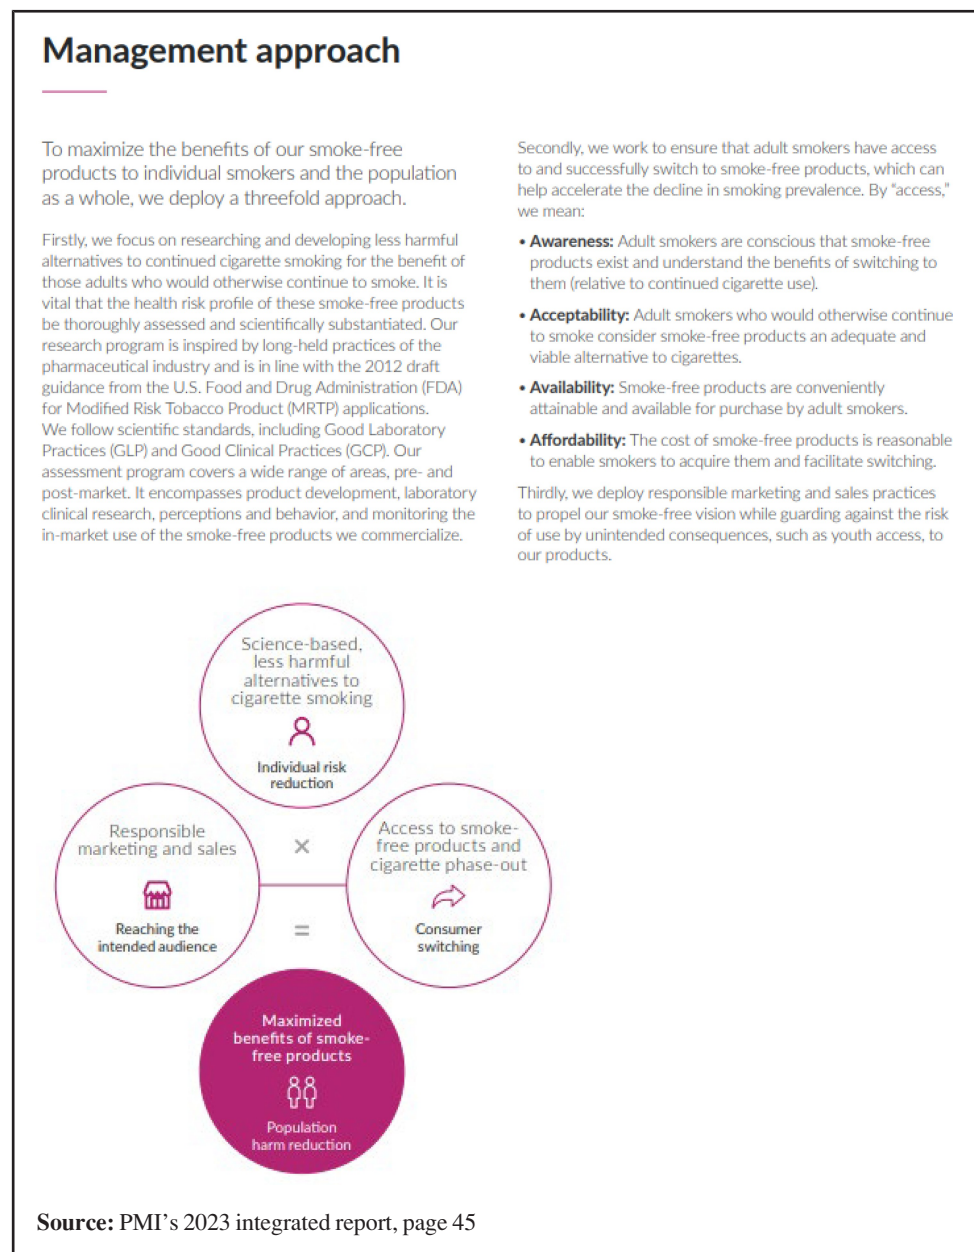 Management approach
To maximize the benefits of our smoke-free
products to individual smokers and the population
as a whole, we deploy a threefold approach.
Firstly, we focus on researching and developing less harmful
alternatives to continued cigarette smoking for the benefit of
those adults who would otherwise continue to smoke. It is
vital that the health risk profile of these smoke-free products
be thoroughly assessed and scientifically substantiated. Our
research program is inspired by long-held practices of the
pharmaceutical industry and is in line with the 2012 draft
guidance from the U.S. Food and Drug Administration (FDA)
for Modified Risk Tobacco Product (MRTP) applications.
We follow scientific standards, including Good Laboratory
Practices (GLP) and Good Clinical Practices (GCP). Our
assessment program covers a wide range of areas, pre- and
post-market. It encompasses product development, laboratory
clinical research, perceptions and behavior, and monitoring the
in-market use of the smoke-free products we commercialize.
Secondly, we work to ensure that adult smokers have access
to and successfully switch to smoke-free products, which can
help accelerate the decline in smoking prevalence. By “access,”
we mean:
• Awareness: Adult smokers are conscious that smoke-free
products exist and understand the benefits of switching to
them (relative to continued cigarette use).
• Acceptability: Adult smokers who would otherwise continue
to smoke consider smoke-free products an adequate and
viable alternative to cigarettes.
• Availability: Smoke-free products are conveniently
attainable and available for purchase by adult smokers.
• Affordability: The cost of smoke-free products is reasonable
to enable smokers to acquire them and facilitate switching.
Thirdly, we deploy responsible marketing and sales practices
to propel our smoke-free vision while guarding against the risk
of use by unintended consequences, such as youth access, to
our products.
Science-based,
less harmful
alternatives to
cigarette smoking
Individual risk
reduction
Responsible
marketing and sales
Reaching the
intended audience
×
=
Access to smoke-
free products and
cigarette phase-out
Consumer
switching
Maximized
benefits of smoke-
free products
Population
harm reduction
Source: PMI’s 2023 integrated report, page 45